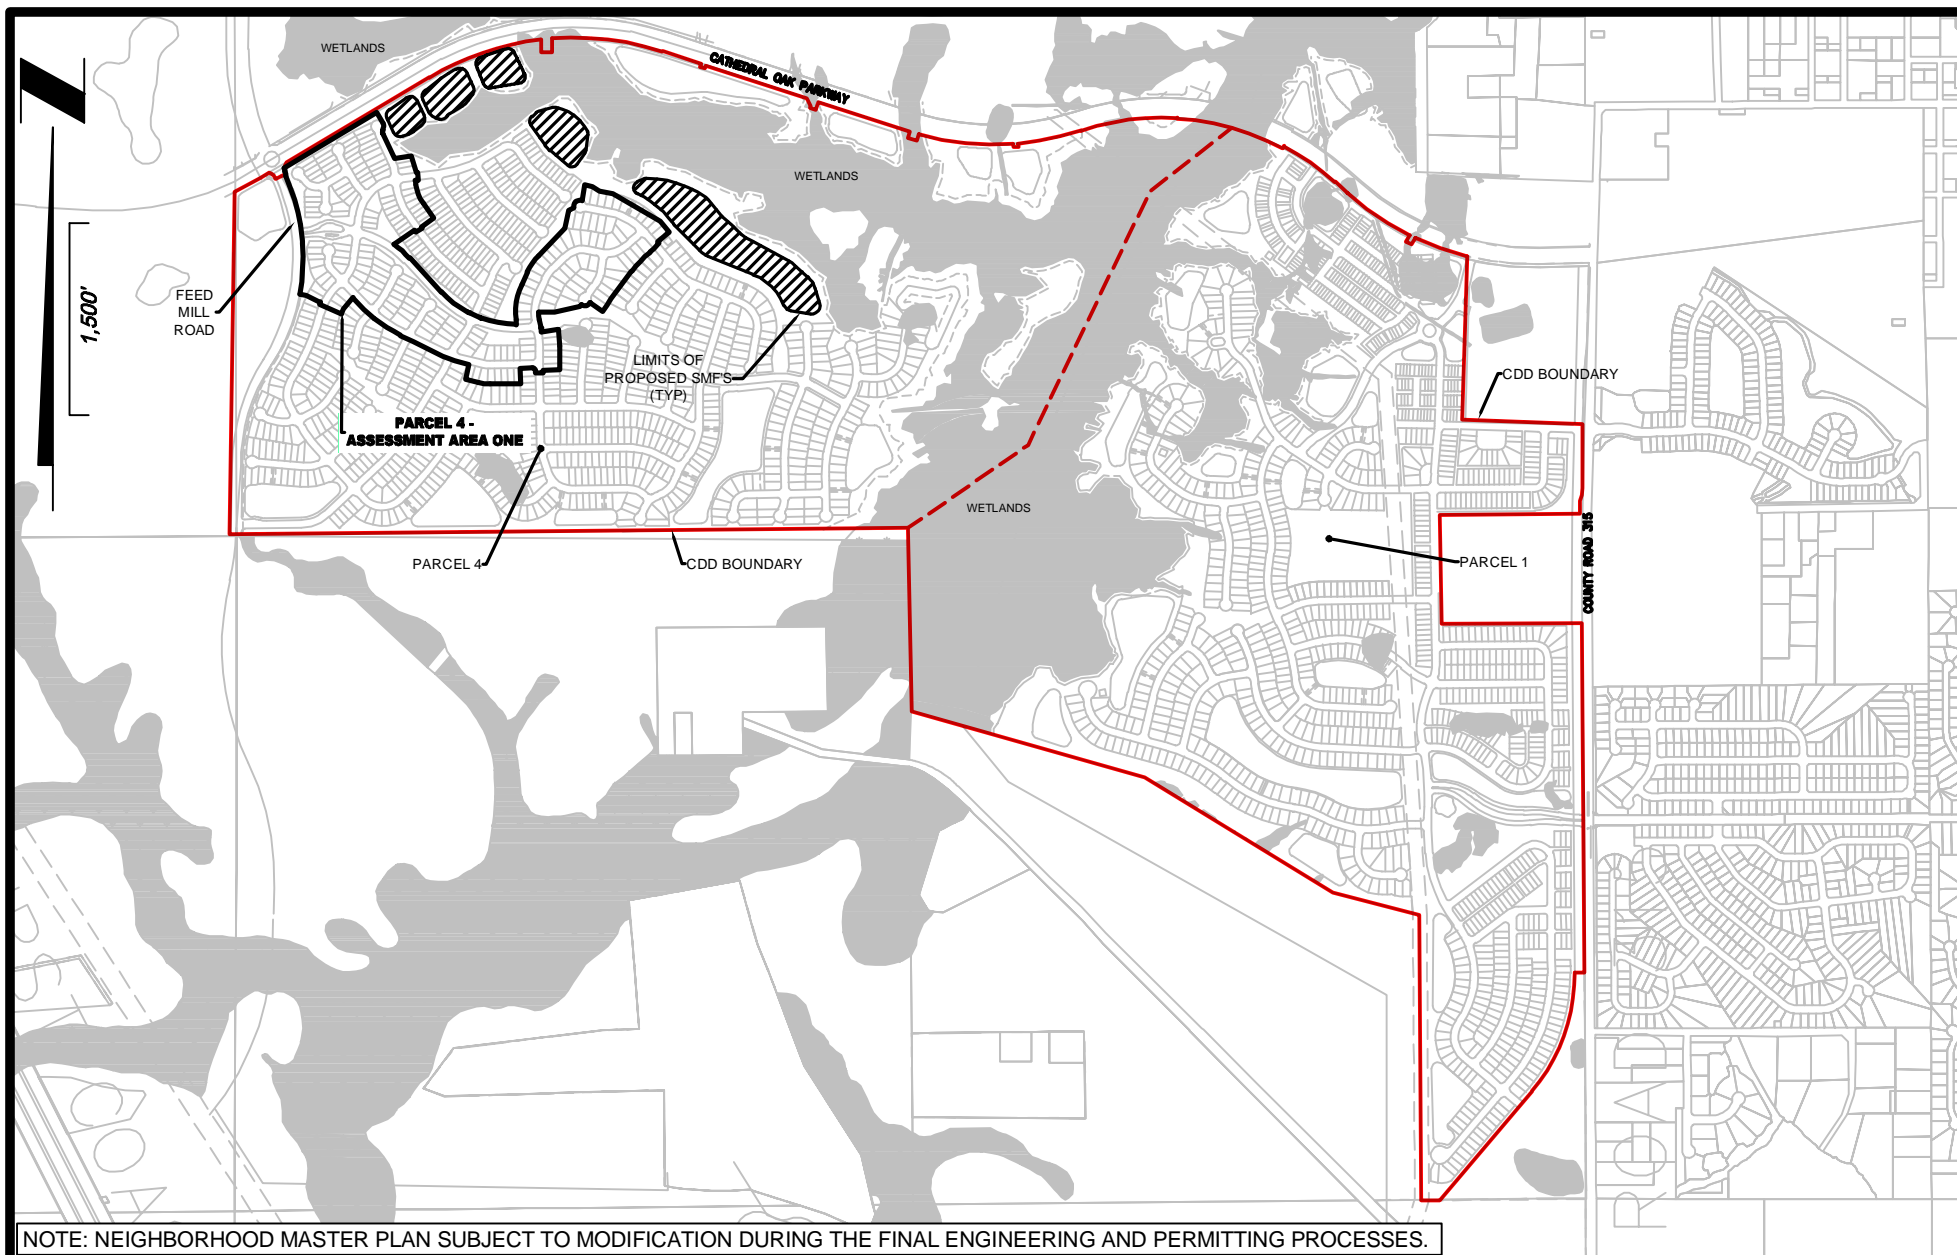 WETLANDS
CATHEDRAL OAK PARKWAY
WETLANDS
1,500'
FEED
MILL
ROAD
LIMITS OF
PROPOSED SMF'S
(TYP)
CDD BOUNDARY
PARCEL 4 -
ASSESSMENT AREA ONE
WETLANDS
PARCEL 4
CDD BOUNDARY
PARCEL 1
COUNTY ROAD 315
NOTE: NEIGHBORHOOD MASTER PLAN SUBJECT TO MODIFICATION DURING THE FINAL ENGINEERING AND PERMITTING PROCESSES.